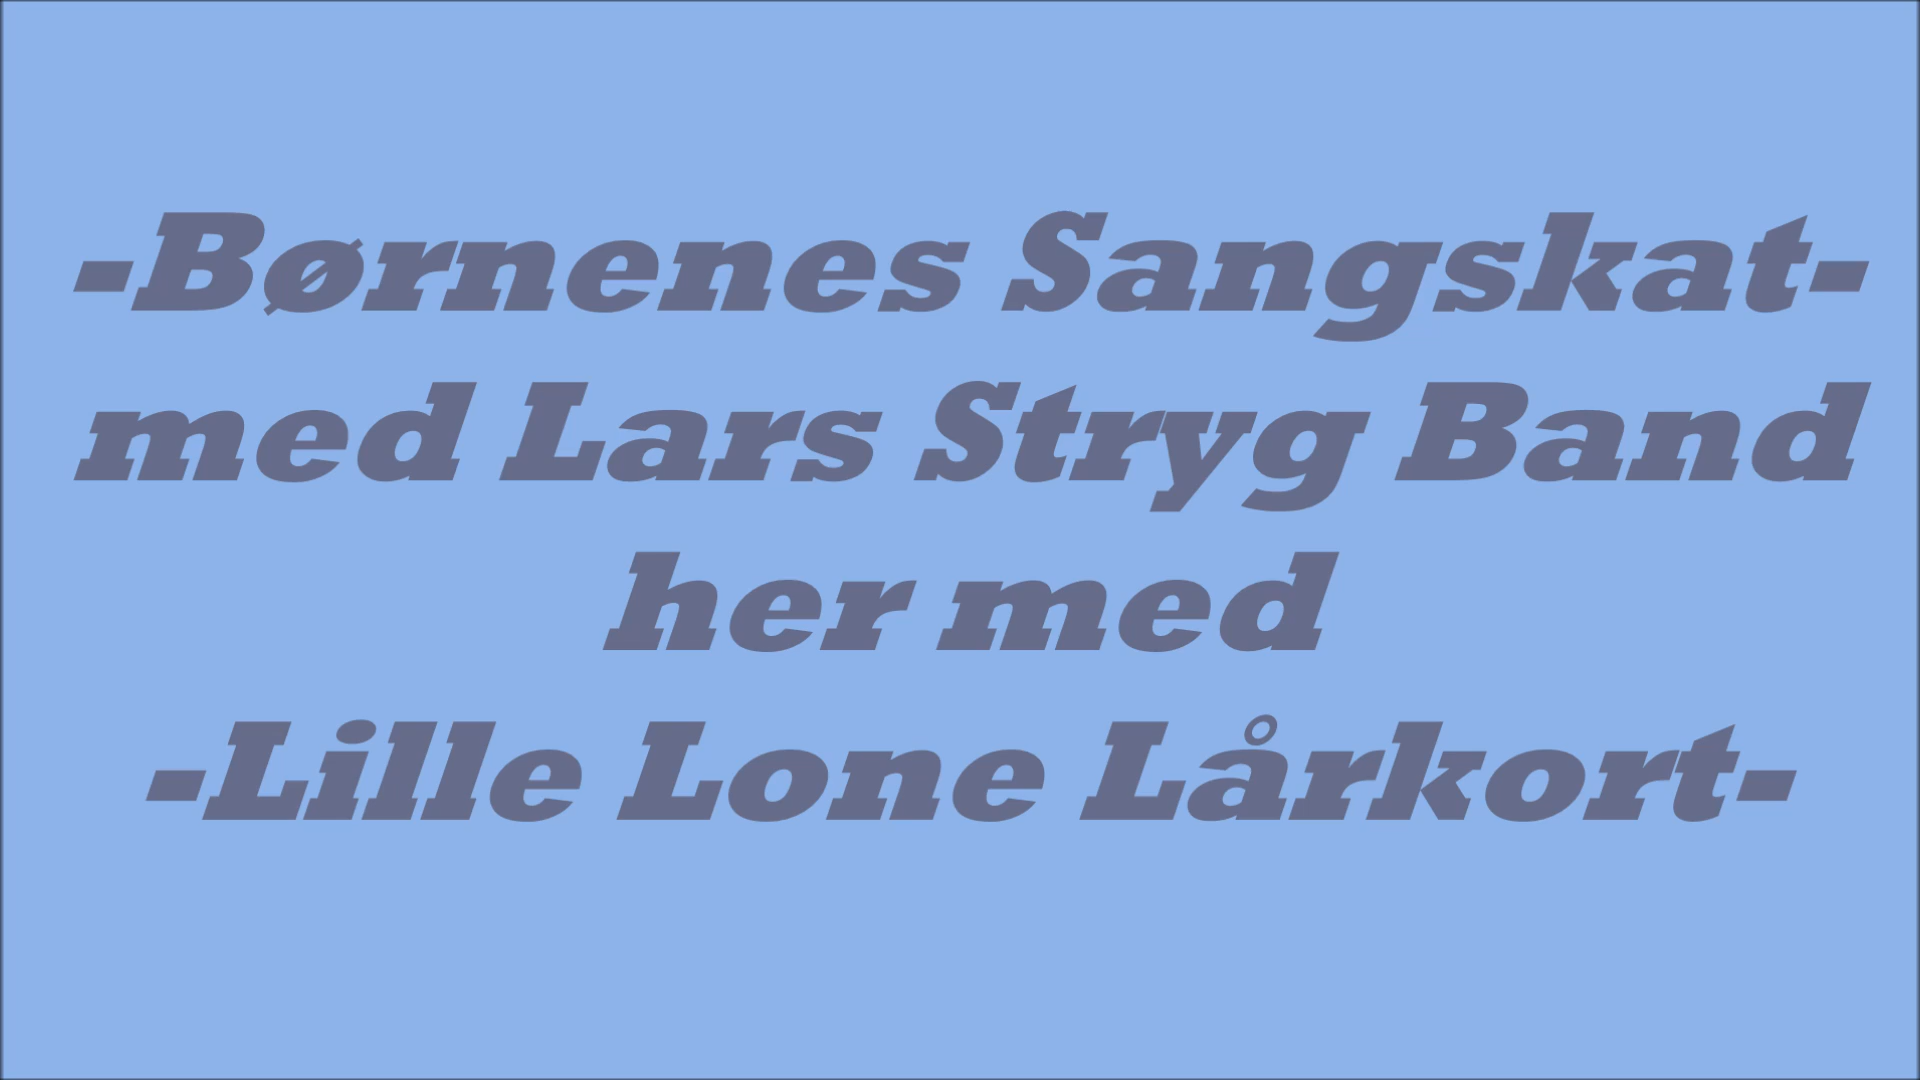 -Børnenes Sangskat-
med Lars Stryg Band
her med
-Lille Lone Lårkort-